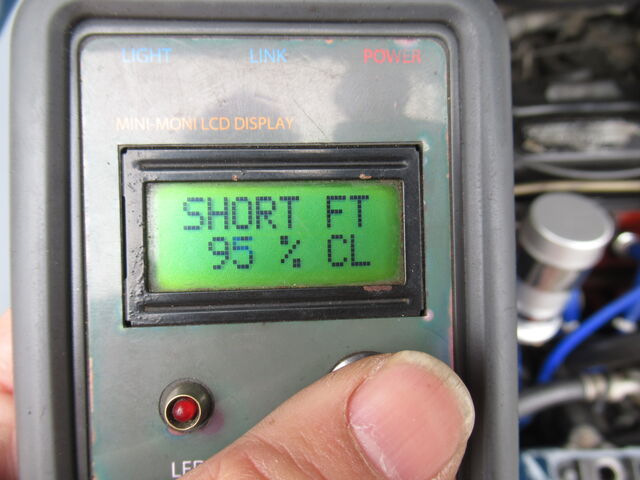 LIGHT LINK POWER
MINI-MONI LCD DISPLAY
SHORT FT
95 % CL